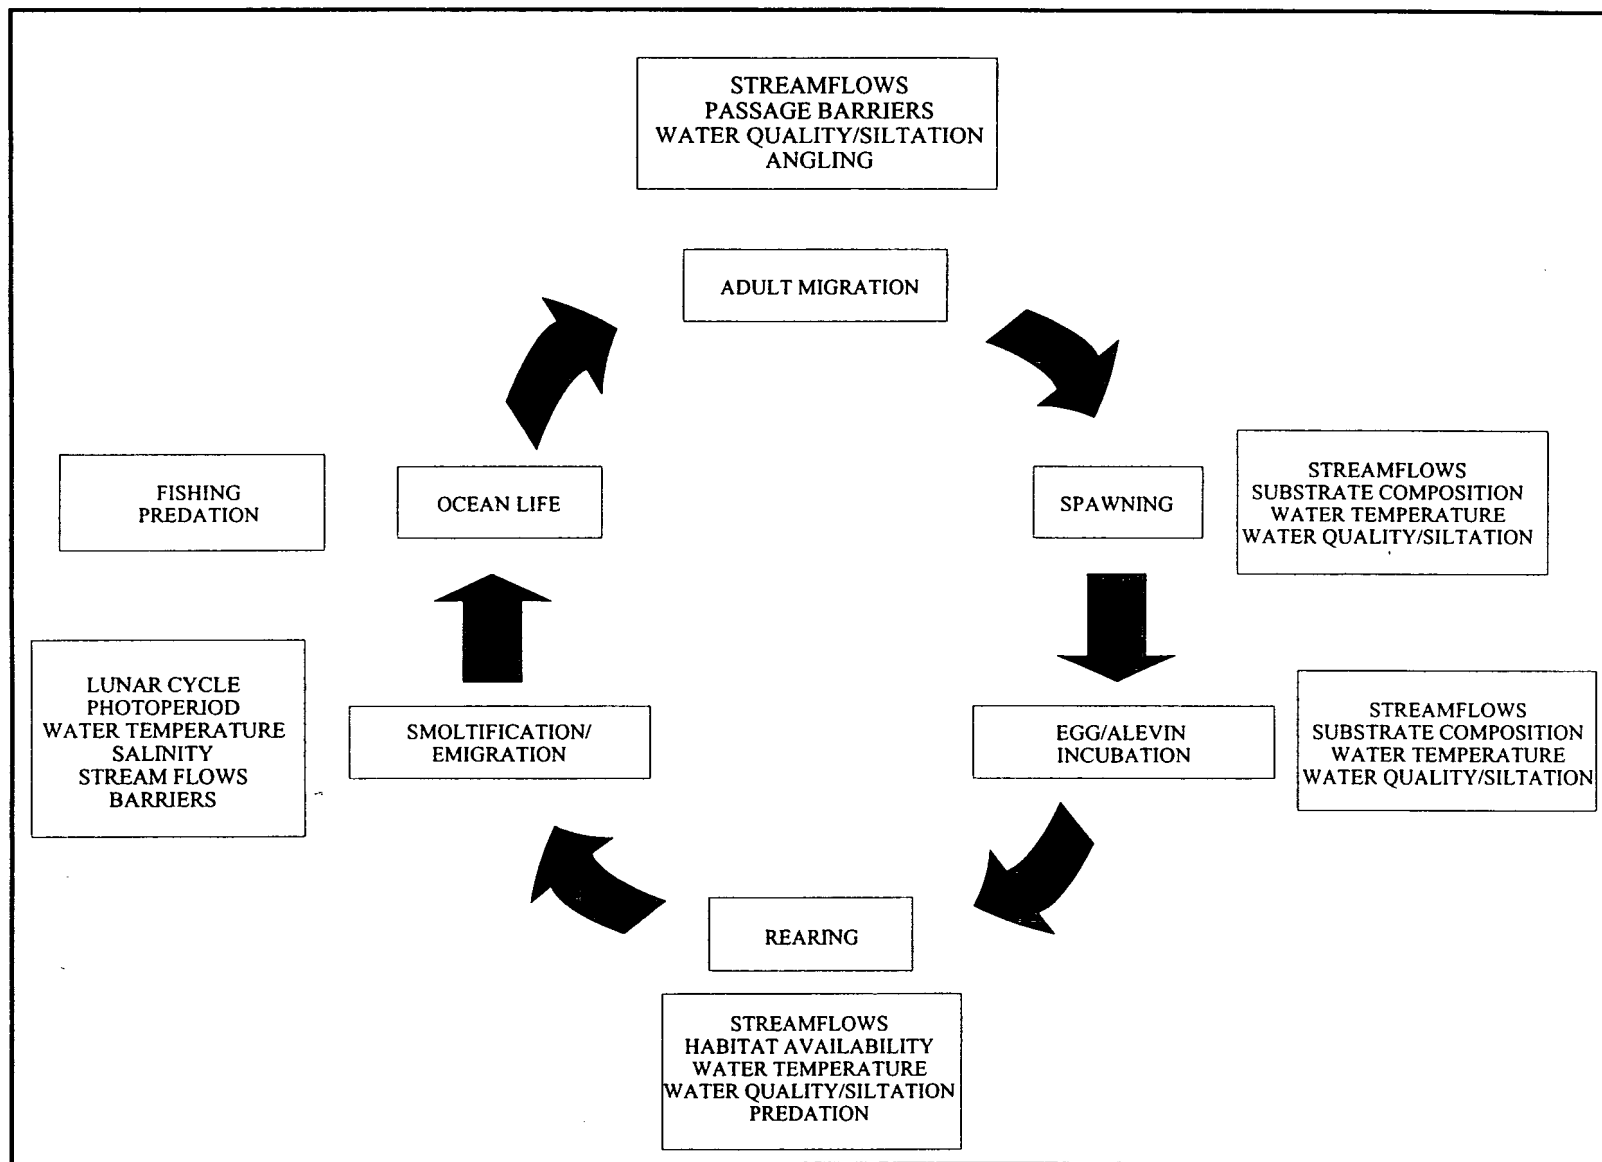 STREAMFLOWS
PASSAGE BARRIERS
WATER QUALITY/SILTATION
ANGLING
ADULT MIGRATION
FISHING
PREDATION
OCEAN LIFE
SPAWNING
STREAMFLOWS
SUBSTRATE COMPOSITION
WATER TEMPERATURE
WATER QUALITY/SILTATION
LUNAR CYCLE
PHOTOPERIOD
WATER TEMPERATURE
SALINITY
STREAM FLOWS
BARRIERS
SMOLTIFICATION/
EMIGRATION
EGG/ALEVIN
INCUBATION
STREAMFLOWS
SUBSTRATE COMPOSITION
WATER TEMPERATURE
WATER QUALITY/SILTATION
REARING
STREAMFLOWS
HABITAT AVAILABILITY
WATER TEMPERATURE
WATER QUALITY/SILTATION
PREDATION